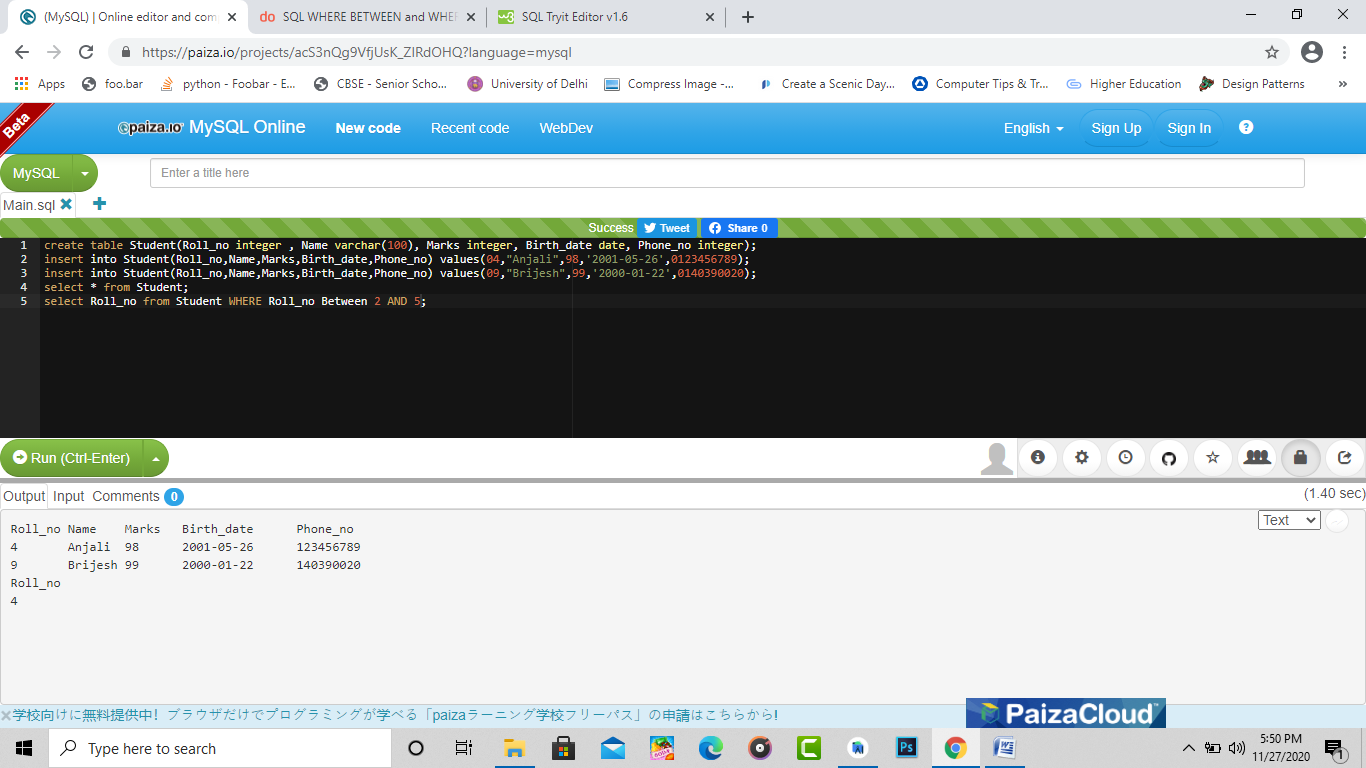 (MySQL) | Online editor and com
do SQL WHERE BETWEEN and WHER
SQL Tryit Editor v1.6
https://paiza.io/projects/acS3nQg9VfjUsK_ZIRdOHQ?language=mysql
Apps foo.bar python - Foobar - E... CBSE - Senior Scho... University of Delhi Compress Image -... Create a Scenic Day... Computer Tips & Tr... Higher Education Design Patterns »
Beta
paiza.io MySQL Online New code Recent code WebDev English Sign Up Sign In ?
MySQL Enter a title here
Main.sql
Success Tweet Share 0
1 create table Student(Roll_no integer , Name varchar(100), Marks integer, Birth_date date, Phone_no integer);
2 insert into Student(Roll_no,Name,Marks,Birth_date,Phone_no) values(04,"Anjali",98,'2001-05-26',0123456789);
3 insert into Student(Roll_no,Name,Marks,Birth_date,Phone_no) values(09,"Brijesh",99,'2000-01-22',0140390020);
4 select * from Student;
5 select Roll_no from Student WHERE Roll_no Between 2 AND 5;
Run (Ctrl-Enter)
Output Input Comments 0 (1.40 sec)
Text
Roll_no Name Marks Birth_date Phone_no
4 Anjali 98 2001-05-26 123456789
9 Brijesh 99 2000-01-22 140390020
Roll_no
4
学校向けに無料提供中！ブラウザだけでプログラミングが学べる「paizaラーニング学校フリーパス」の申請はこちらから!
PaizaCloud™
Type here to search
Ps
5:50 PM
11/27/2020
1